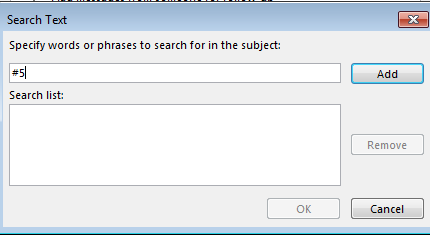 Search Text
Specify words or phrases to search for in the subject:
#5
Add
Search list:
Remove
OK
Cancel